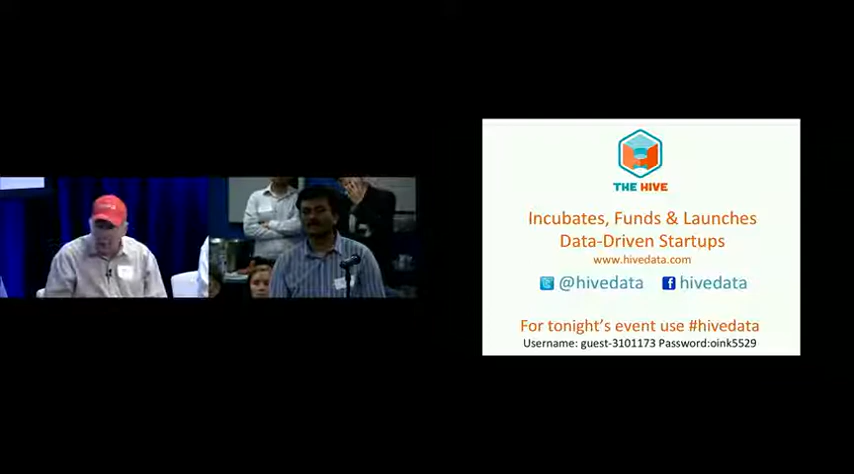 THE HIVE
Incubates, Funds & Launches
Data-Driven Startups
www.hivedata.com
@hivedata hivedata
For tonight's event use #hivedata
Username: guest-3101173 Password:oink5529